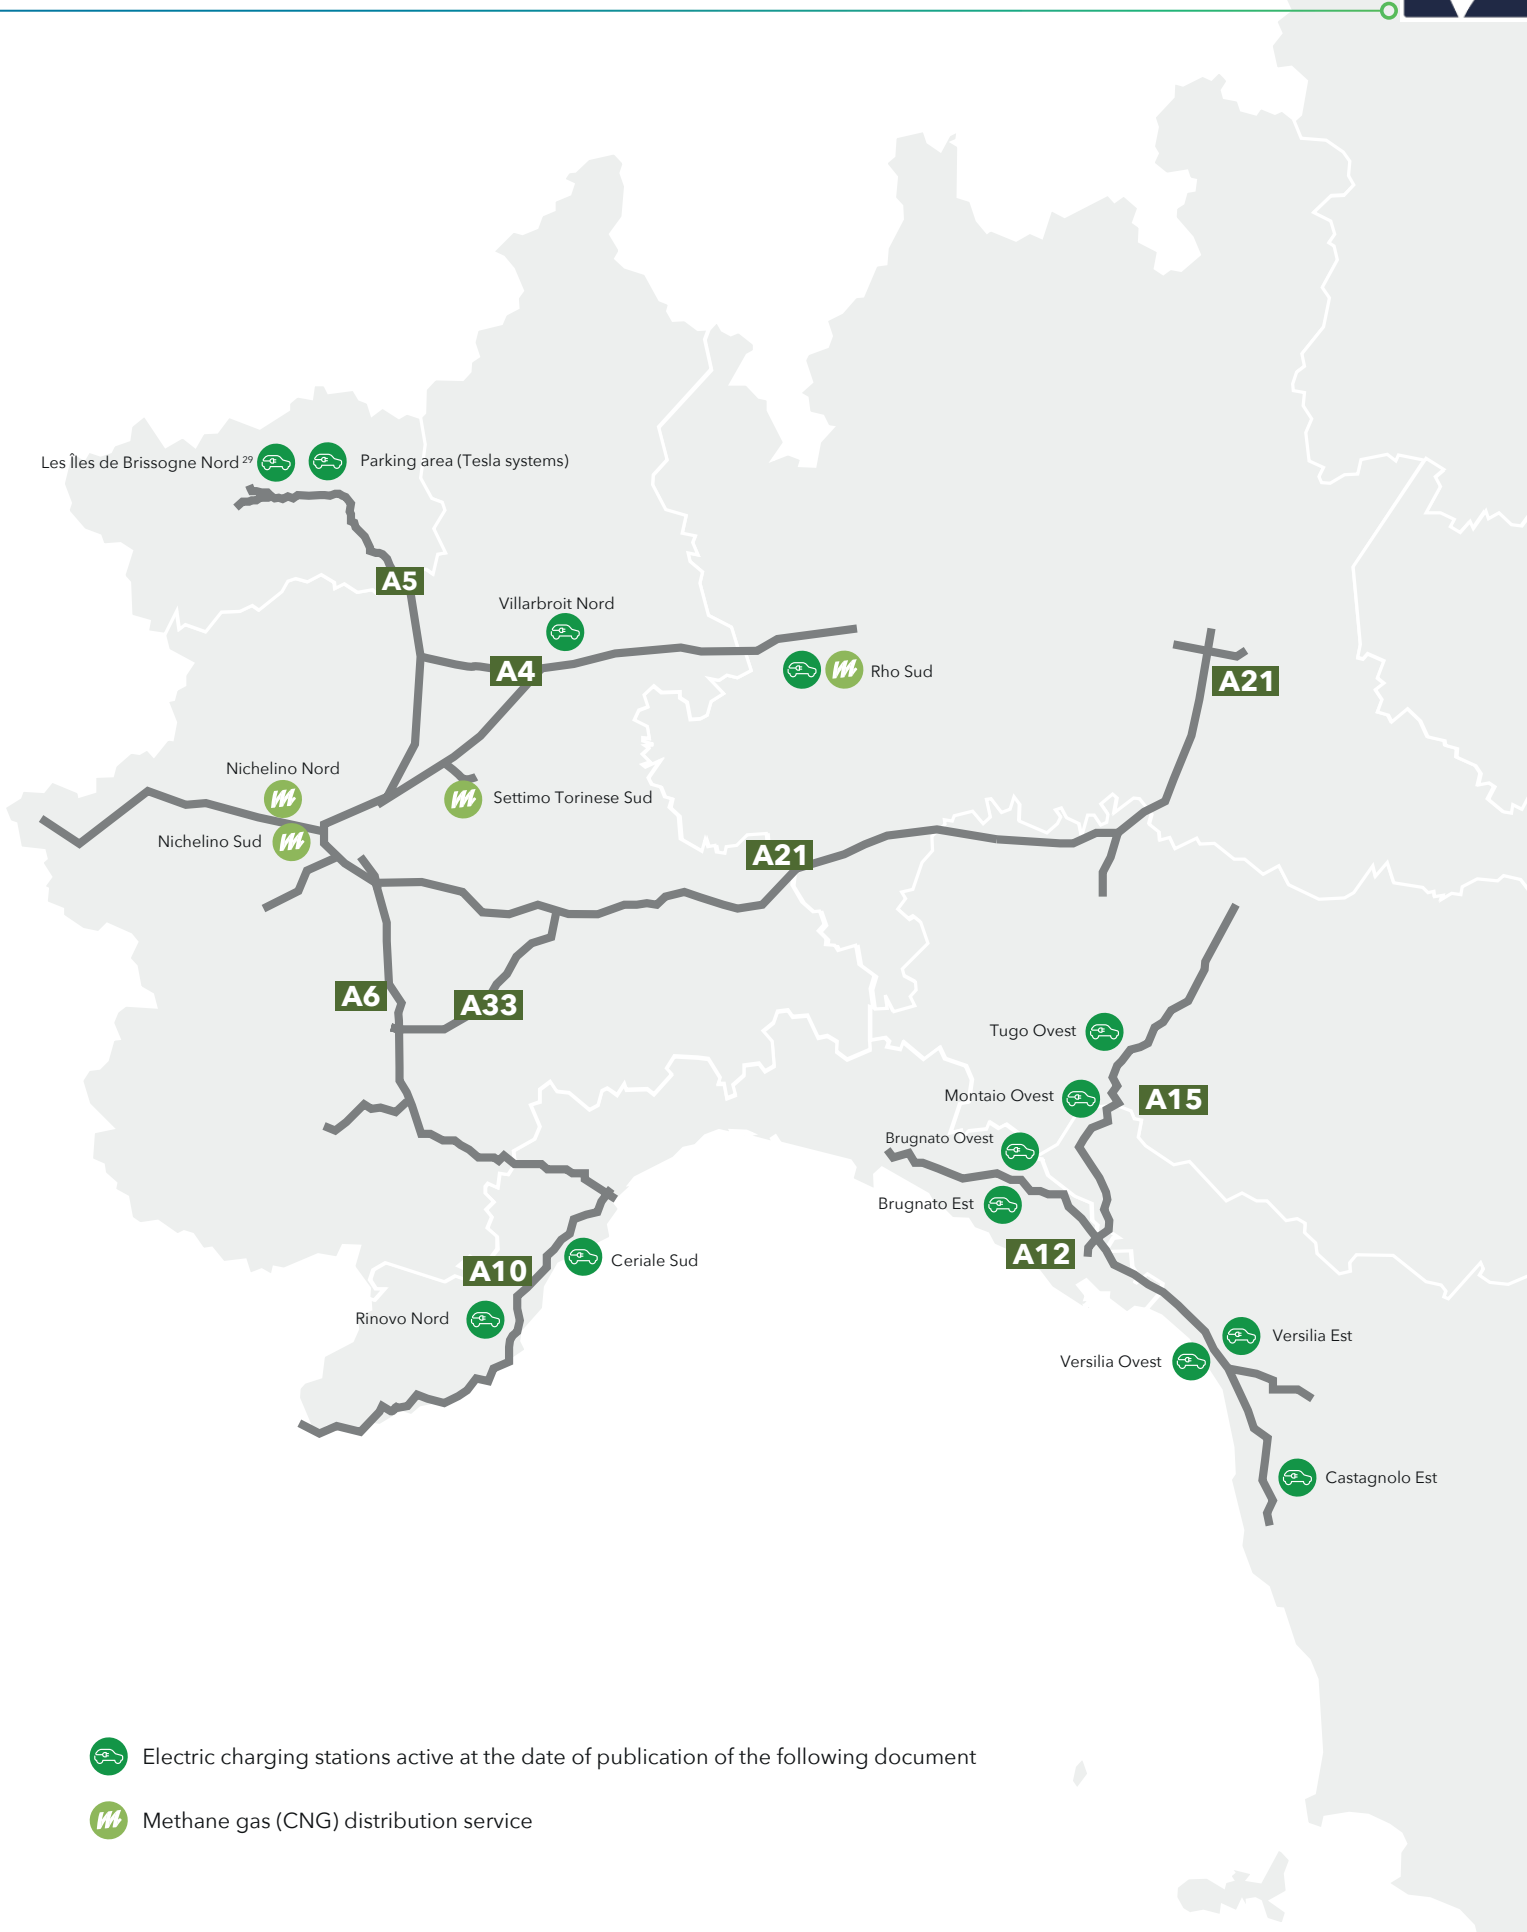 Les Îles de Brissogne Nord 29
Parking area (Tesla systems)
A5
Villarbroit Nord
A4
Rho Sud
A21
Nichelino Nord
Settimo Torinese Sud
Nichelino Sud
A21
A6
A33
Tugo Ovest
Montaio Ovest
A15
Brugnato Ovest
Brugnato Est
A12
Ceriale Sud
A10
Rinovo Nord
Versilia Est
Versilia Ovest
Castagnolo Est
Electric charging stations active at the date of publication of the following document
Methane gas (CNG) distribution service